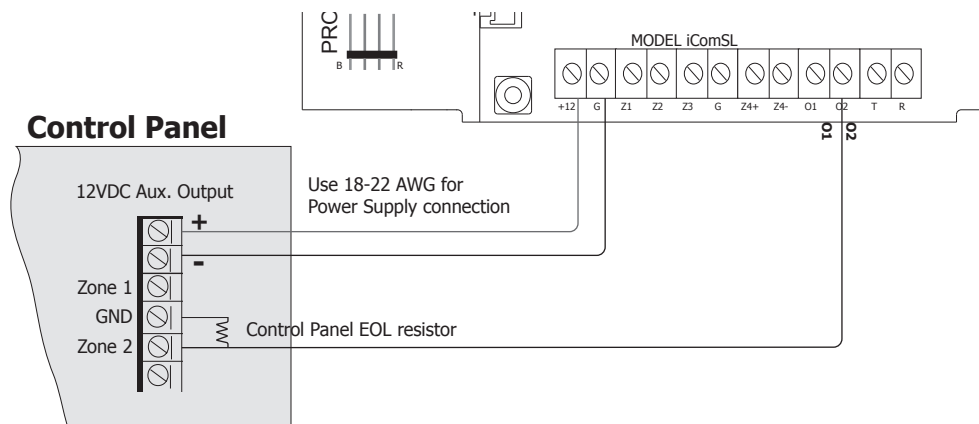 PRO
B R
MODEL iComSL
+12 G Z1 Z2 Z3 G Z4+ Z4- O1 O2 T R
O1 O2
Control Panel
12VDC Aux. Output
+
-
Use 18-22 AWG for
Power Supply connection
Zone 1
GND
Zone 2
Control Panel EOL resistor